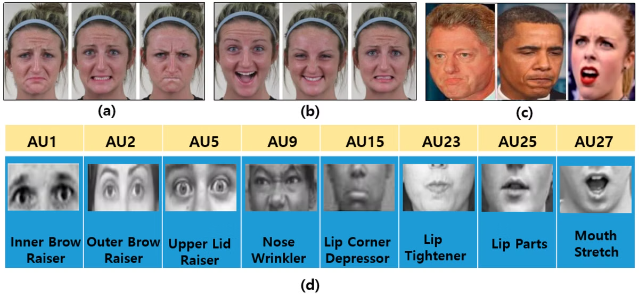 (a)
(b)
(c)
AU1 AU2 AU5 AU9 AU15 AU23 AU25 AU27
Inner Brow Raiser
Outer Brow Raiser
Upper Lid Raiser
Nose Wrinkler
Lip Corner Depressor
Lip Tightener
Lip Parts
Mouth Stretch
(d)